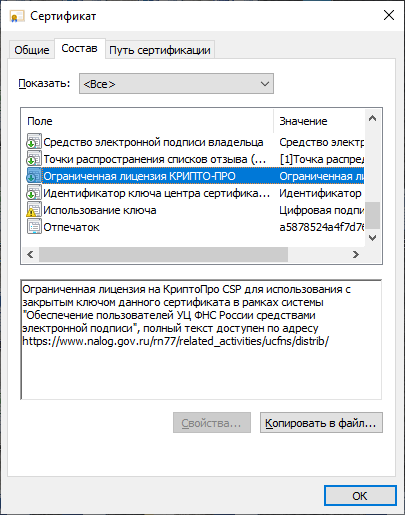 Сертификат
Общие Состав Путь сертификации
Показать: <Все>
Поле Значение
Средство электронной подписи владельца Средство электр
Точки распространения списков отзыва (... [1]Точка распред
Ограниченная лицензия КРИПТО-ПРО Ограниченная ли
Идентификатор ключа центра сертифика... Идентификатор
Использование ключа Цифровая подпи
Отпечаток a5878524a4f7d76
Ограниченная лицензия на КриптоПро CSP для использования с
закрытым ключом данного сертификата в рамках системы
"Обеспечение пользователей УЦ ФНС России средствами
электронной подписи", полный текст доступен по адресу
https://www.nalog.gov.ru/rn77/related_activities/ucfns/distrib/
Свойства... Копировать в файл...
OK